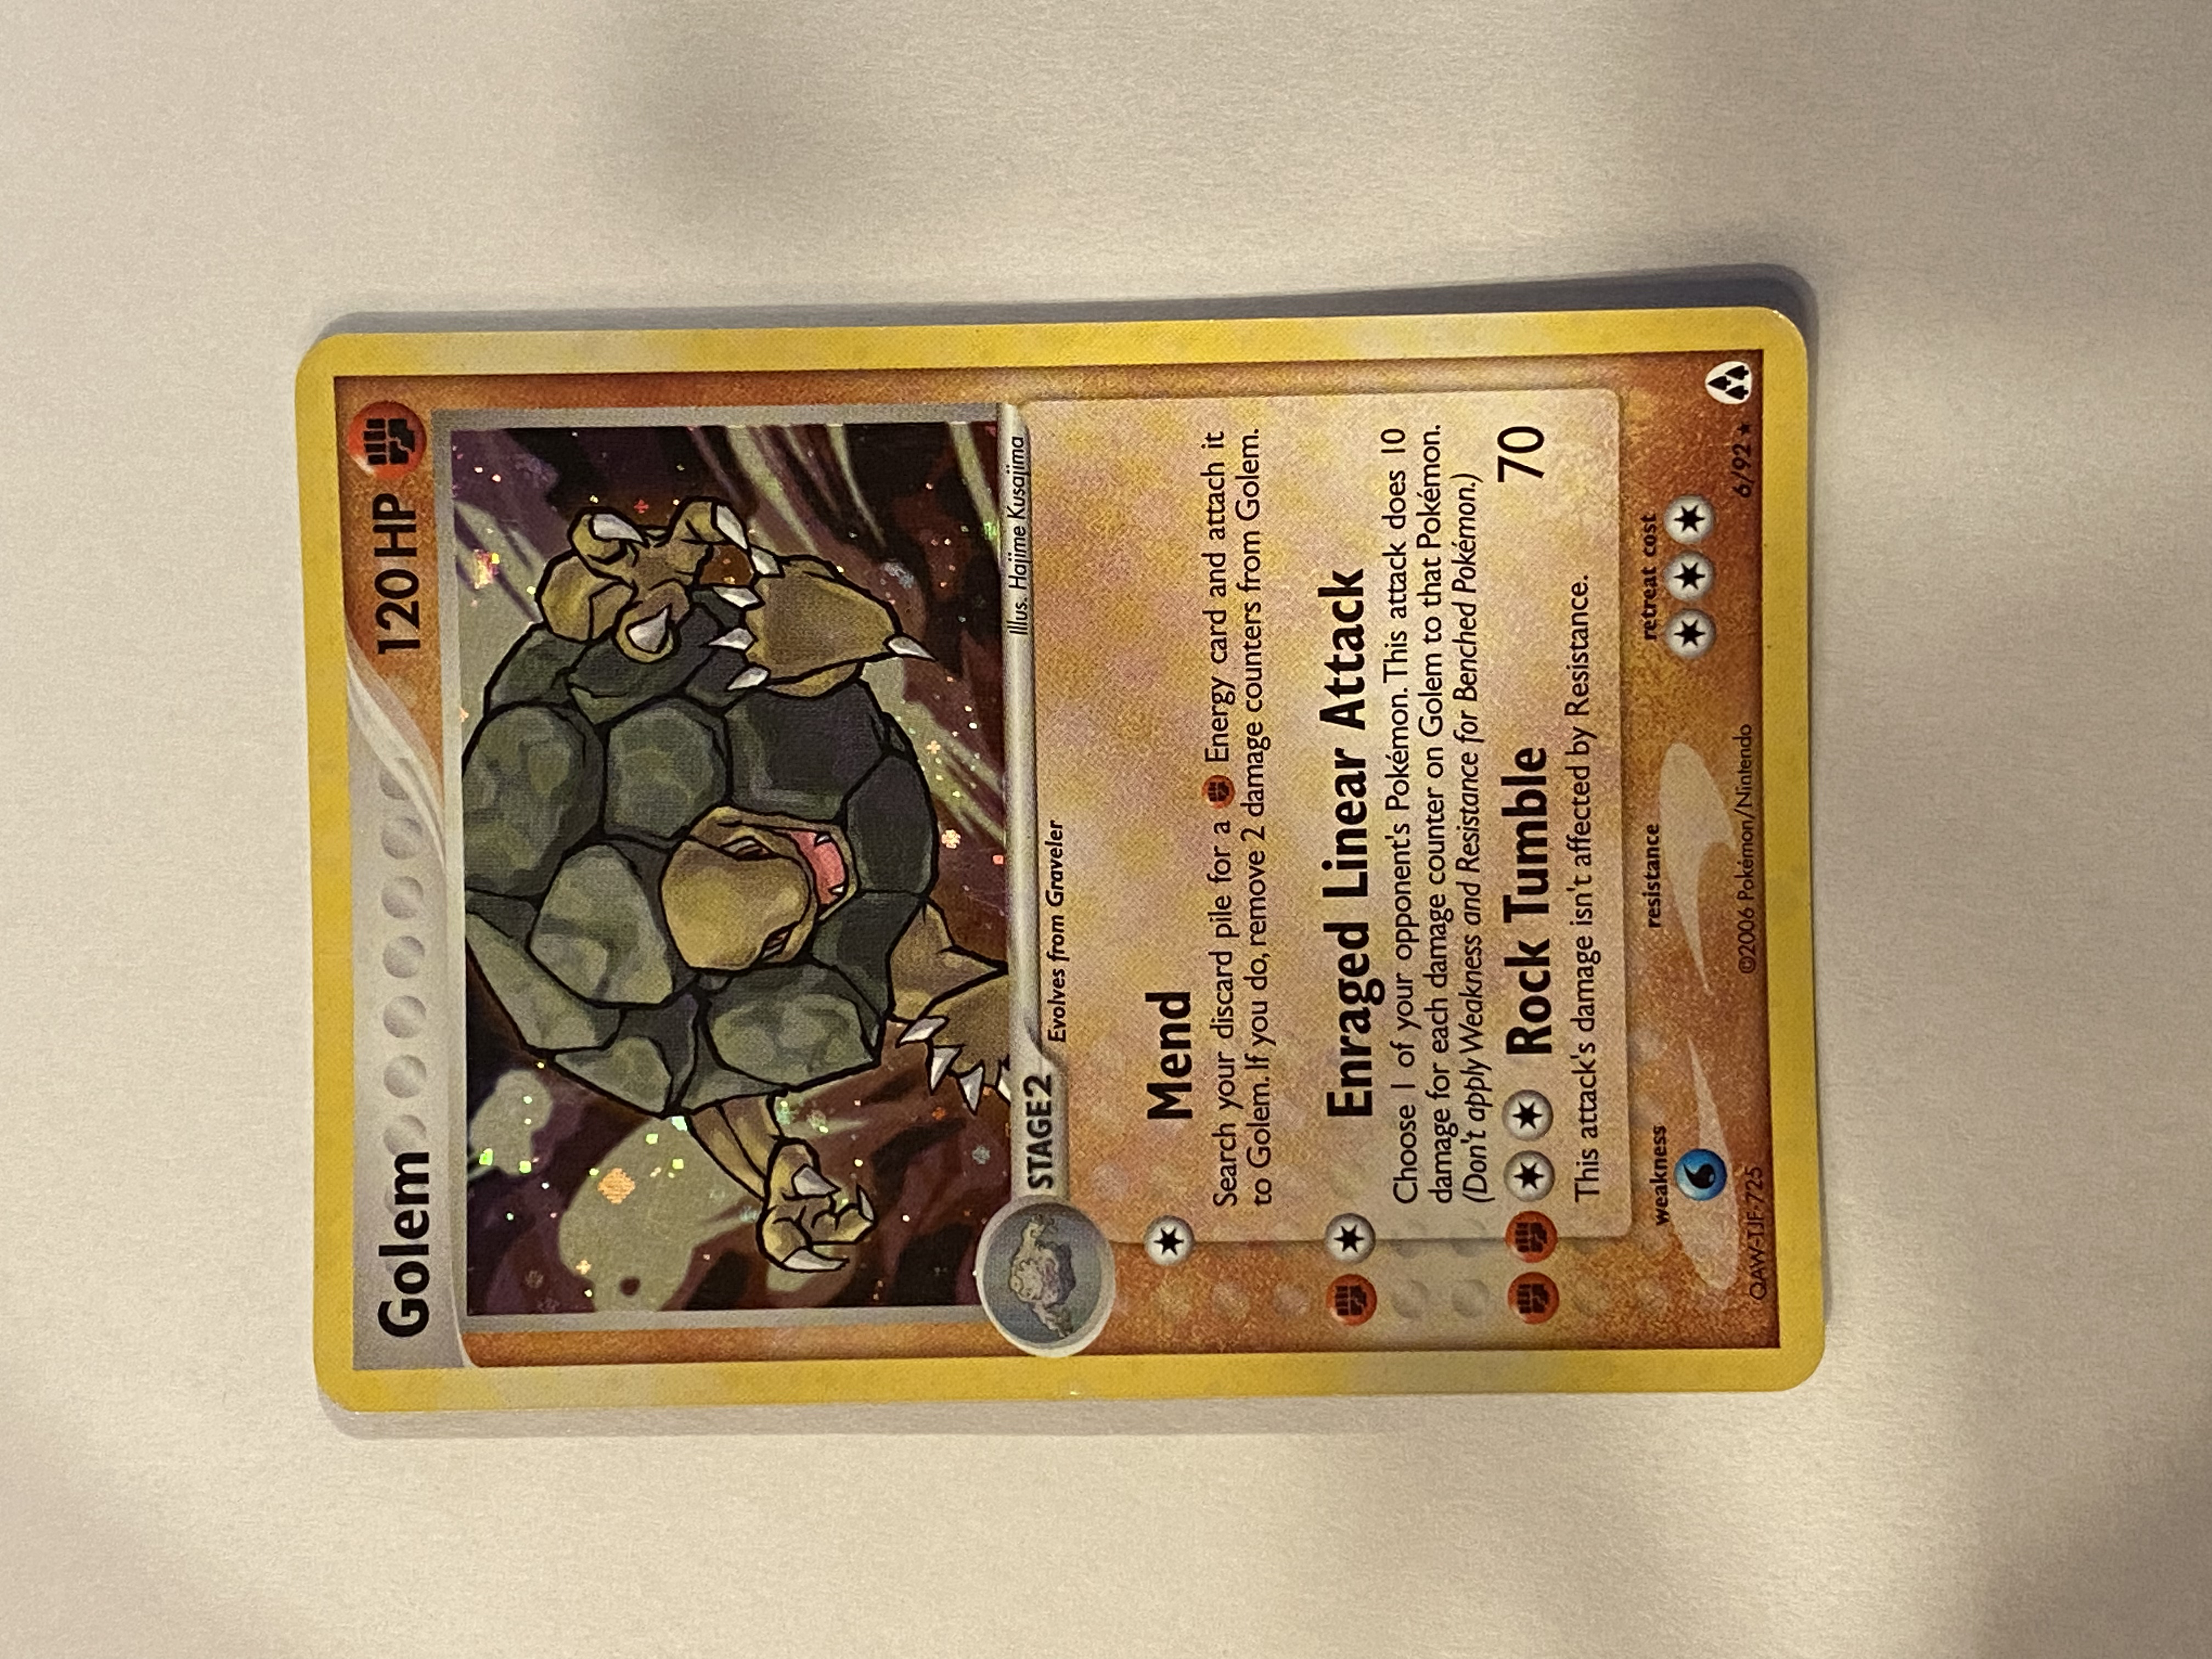 Golem 120 HP
Illus. Hajime Kusajima
STAGE 2
Evolves from Graveler
Mend
Search your discard pile for a Energy card and attach it
to Golem. If you do, remove 2 damage counters from Golem.
Enraged Linear Attack
Choose 1 of your opponent's Pokémon. This attack does 10
damage for each damage counter on Golem to that Pokémon.
(Don't apply Weakness and Resistance for Benched Pokémon.)
Rock Tumble 70
This attack's damage isn't affected by Resistance.
weakness resistance retreat cost
QAW-TJF-725 ©2006 Pokémon/Nintendo 6/92 ★